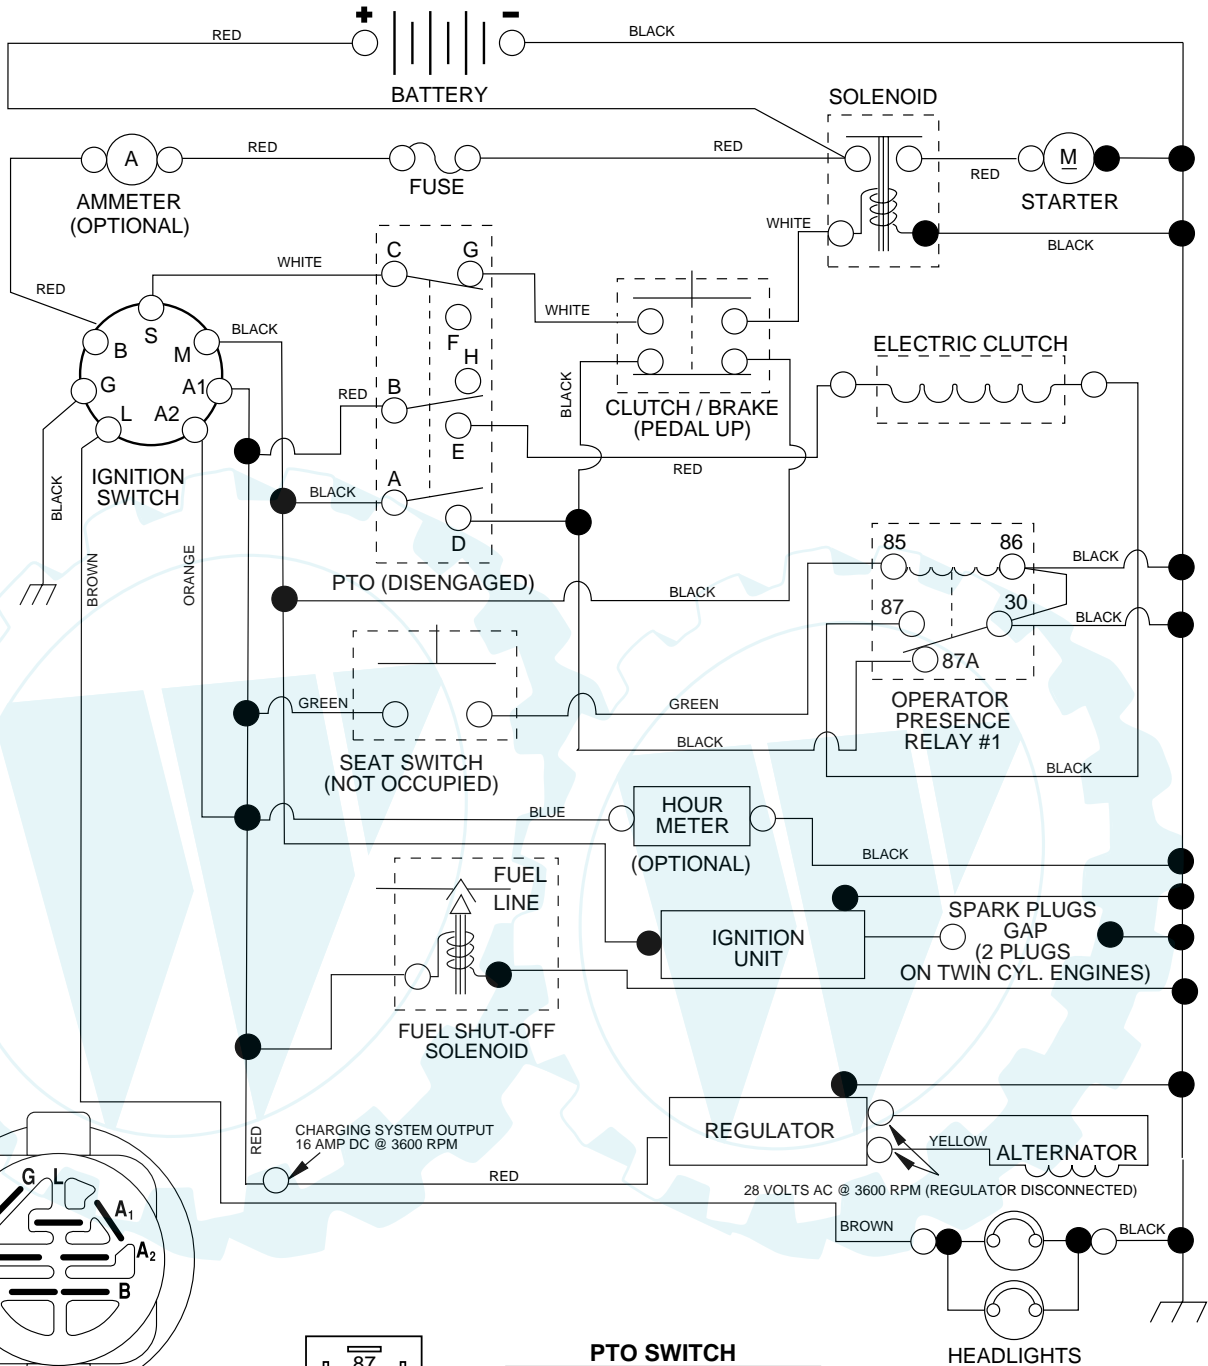 + −
RED
BLACK
BATTERY
SOLENOID
A
RED
RED
M
RED
FUSE
AMMETER
(OPTIONAL)
STARTER
WHITE
BLACK
C G
WHITE
RED
WHITE
S
BLACK
F
B
M
H
ELECTRIC CLUTCH
G
A1
RED
B
BLACK
L A2
CLUTCH / BRAKE
(PEDAL UP)
E
RED
IGNITION
SWITCH
A
BLACK
BLACK
D
85 86
BLACK
BROWN
ORANGE
PTO (DISENGAGED)
BLACK
87 30
BLACK
87A
GREEN
GREEN
OPERATOR
PRESENCE
RELAY #1
BLACK
SEAT SWITCH
(NOT OCCUPIED)
BLACK
BLUE
HOUR
METER
(OPTIONAL)
BLACK
FUEL
LINE
SPARK PLUGS
GAP
(2 PLUGS
ON TWIN CYL. ENGINES)
IGNITION
UNIT
FUEL SHUT-OFF
SOLENOID
RED
CHARGING SYSTEM OUTPUT
16 AMP DC @ 3600 RPM
REGULATOR
YELLOW
ALTERNATOR
RED
28 VOLTS AC @ 3600 RPM (REGULATOR DISCONNECTED)
G L
A1
A2
B
BROWN
BLACK
HEADLIGHTS
87
PTO SWITCH